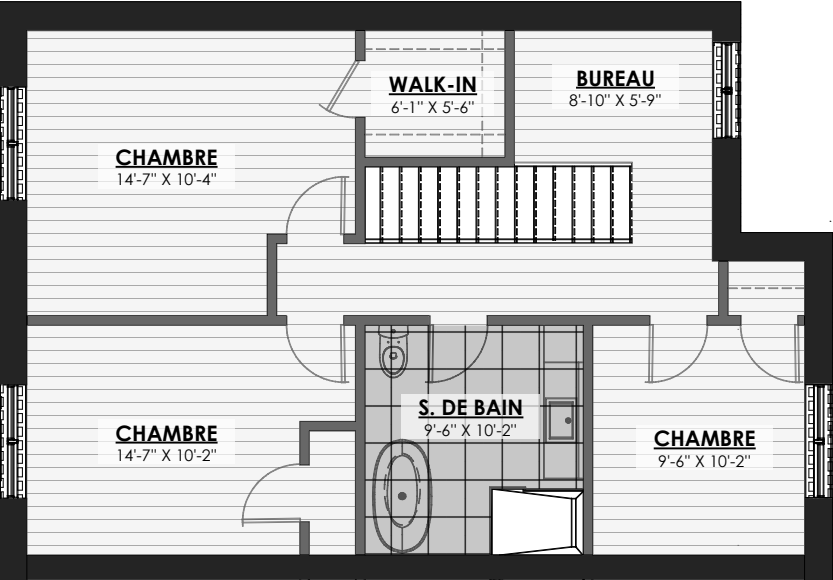 WALK-IN
6'-1" X 5'-6"
BUREAU
8'-10" X 5'-9"
CHAMBRE
14'-7" X 10'-4"
CHAMBRE
14'-7" X 10'-2"
S. DE BAIN
9'-6" X 10'-2"
CHAMBRE
9'-6" X 10'-2"